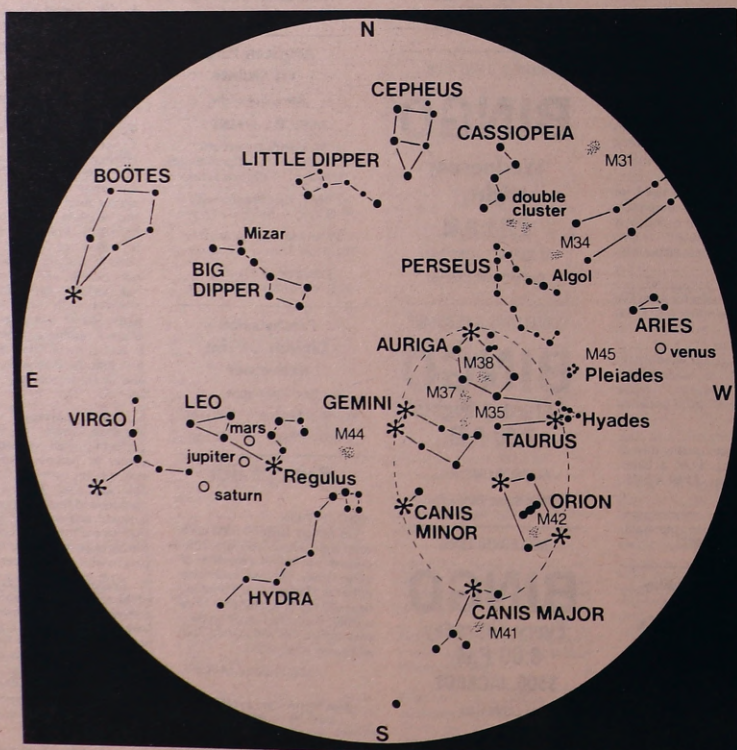 N
CEPHEUS
CASSIOPEIA
M31
LITTLE DIPPER
BOÖTES
double
cluster
Mizar
M34
BIG
DIPPER
PERSEUS
Algol
ARIES
AURIGA
M45
venus
M38
Pleiades
E
W
M37
GEMINI
LEO
M35
VIRGO
mars
M44
TAURUS
Hyades
jupiter
Regulus
saturn
ORION
CANIS
MINOR
M42
HYDRA
CANIS MAJOR
M41
S